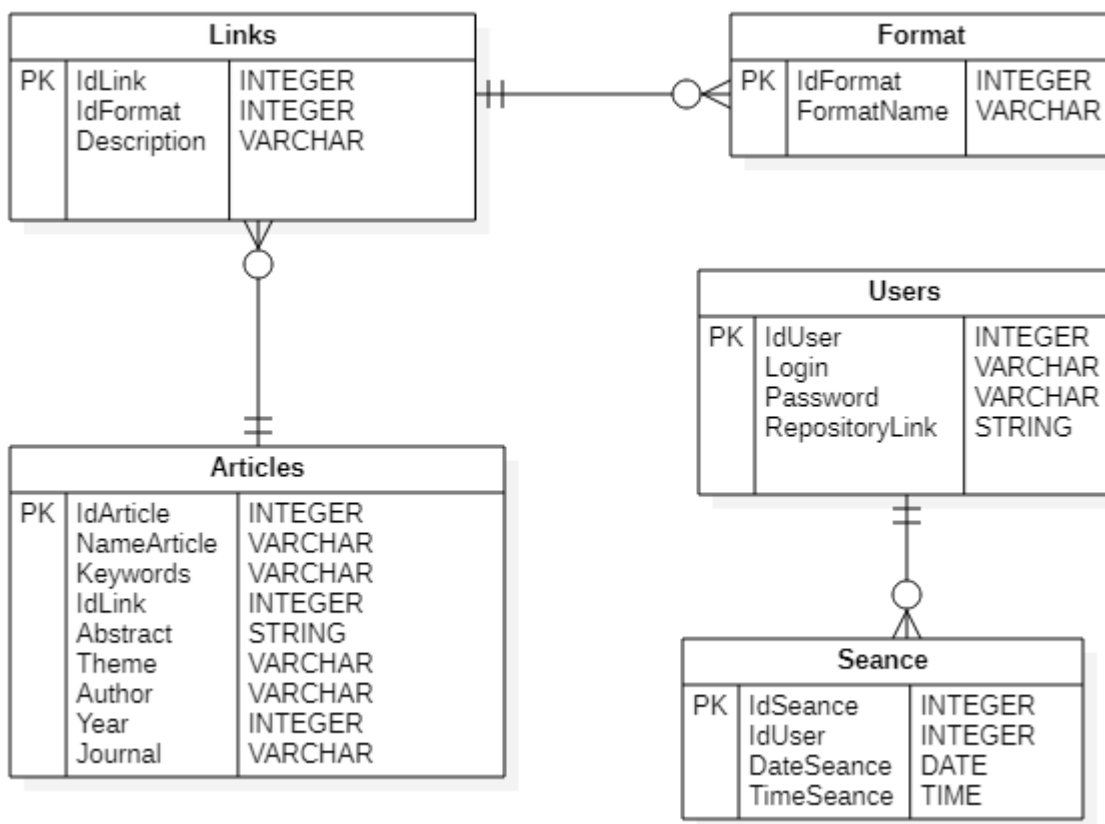 Links
PK IdLink INTEGER
IdFormat INTEGER
Description VARCHAR
Format
PK IdFormat INTEGER
FormatName VARCHAR
Users
PK IdUser INTEGER
Login VARCHAR
Password VARCHAR
RepositoryLink STRING
Articles
PK IdArticle INTEGER
NameArticle VARCHAR
Keywords VARCHAR
IdLink INTEGER
Abstract STRING
Theme VARCHAR
Author VARCHAR
Year INTEGER
Journal VARCHAR
Seance
PK IdSeance INTEGER
IdUser INTEGER
DateSeance DATE
TimeSeance TIME